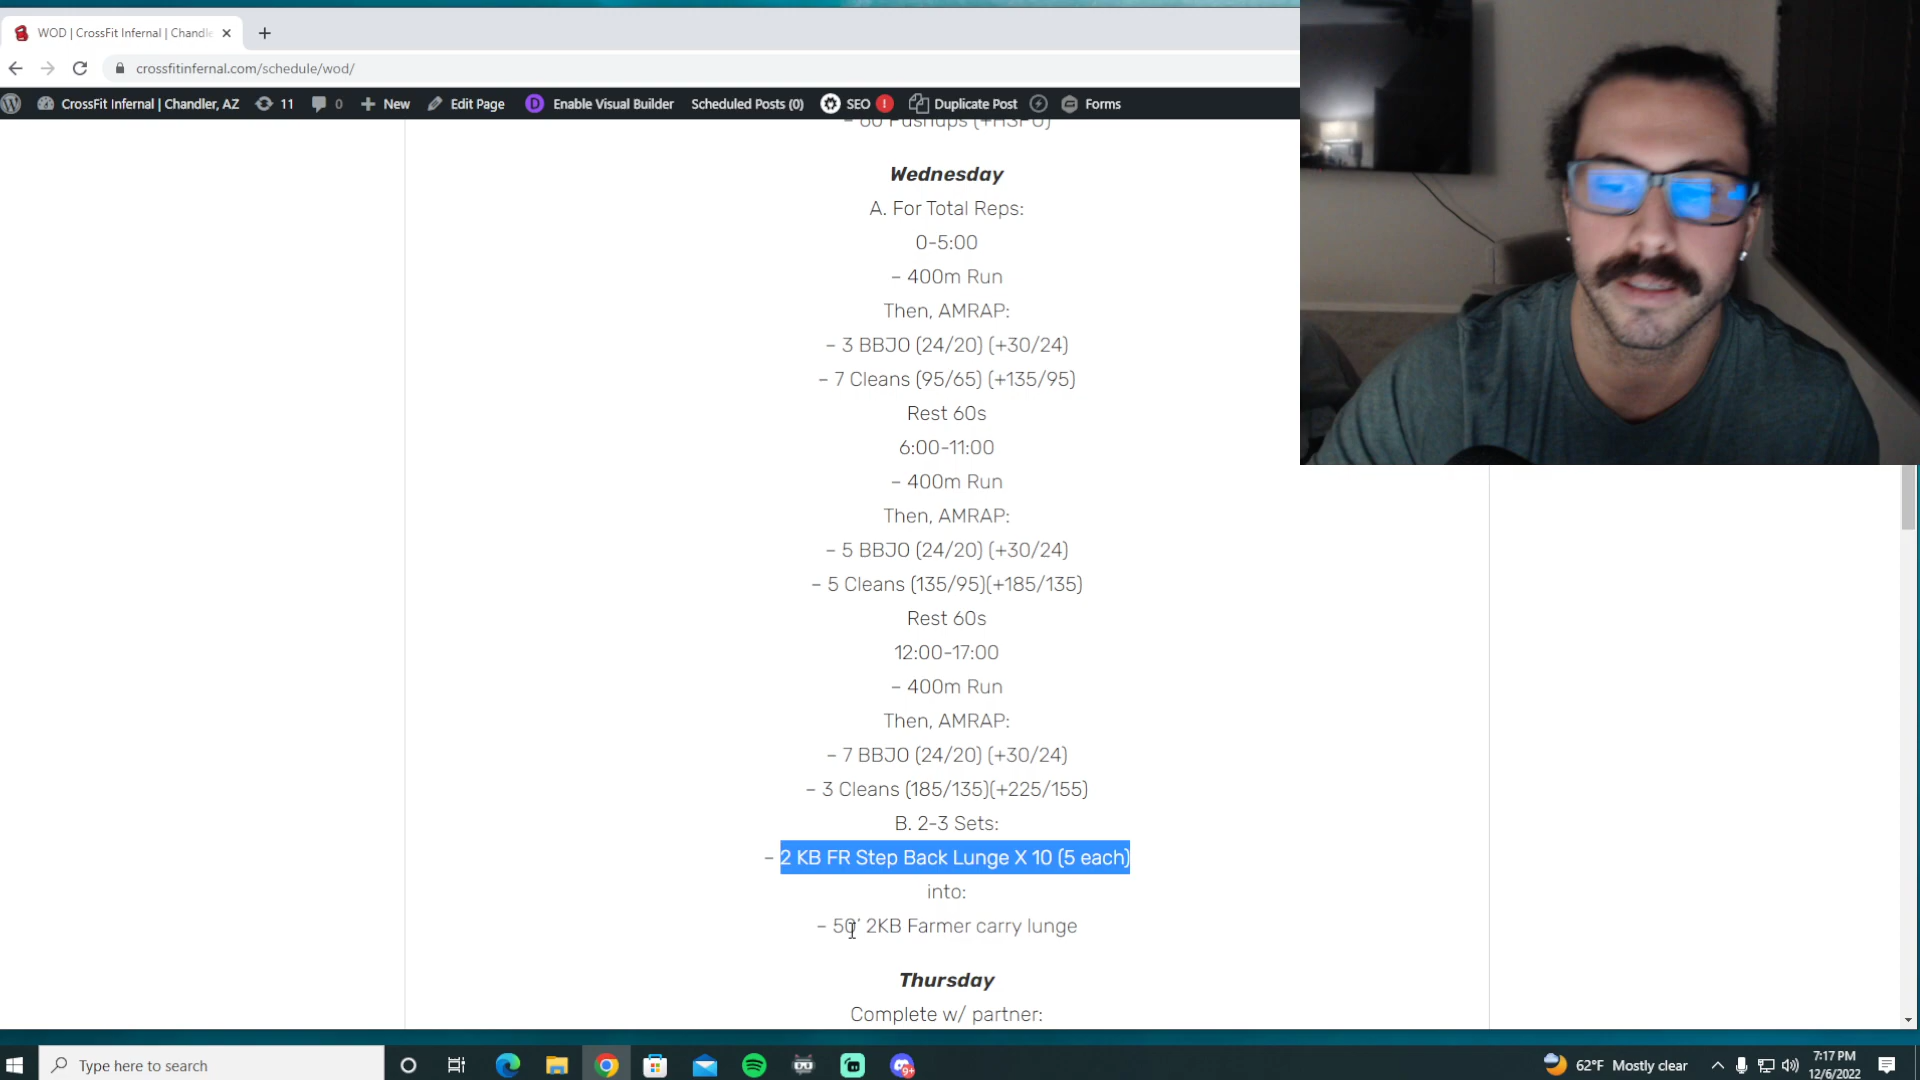 WOD | CrossFit Infernal | Chandle
crossfitinfernal.com/schedule/wod/
CrossFit Infernal | Chandler, AZ 11 0 New Edit Page D Enable Visual Builder Scheduled Posts (0) SEO ! Duplicate Post Forms
– 60 Pushups (+HSPU)
Wednesday
A. For Total Reps:
0-5:00
– 400m Run
Then, AMRAP:
– 3 BBJO (24/20) (+30/24)
– 7 Cleans (95/65) (+135/95)
Rest 60s
6:00-11:00
– 400m Run
Then, AMRAP:
– 5 BBJO (24/20) (+30/24)
– 5 Cleans (135/95)(+185/135)
Rest 60s
12:00-17:00
– 400m Run
Then, AMRAP:
– 7 BBJO (24/20) (+30/24)
– 3 Cleans (185/135)(+225/155)
B. 2-3 Sets:
– 2 KB FR Step Back Lunge X 10 (5 each)
into:
– 50’ 2KB Farmer carry lunge
Thursday
Complete w/ partner:
Type here to search
9+
62°F Mostly clear
7:17 PM
12/6/2022